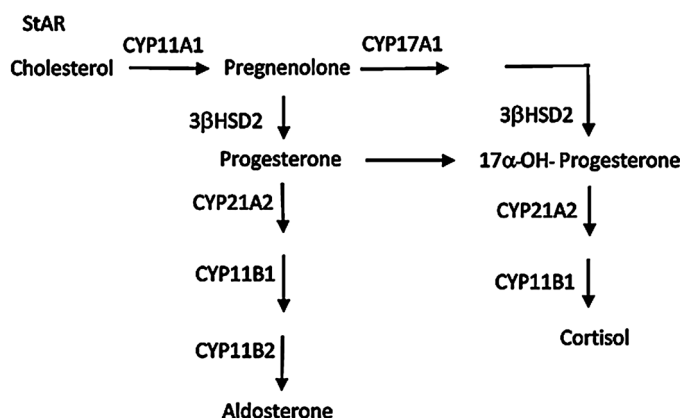 StAR
CYP11A1
CYP17A1
Cholesterol
Pregnenolone
3βHSD2
3βHSD2
Progesterone
17α-OH- Progesterone
CYP21A2
CYP21A2
CYP11B1
CYP11B1
Cortisol
CYP11B2
Aldosterone